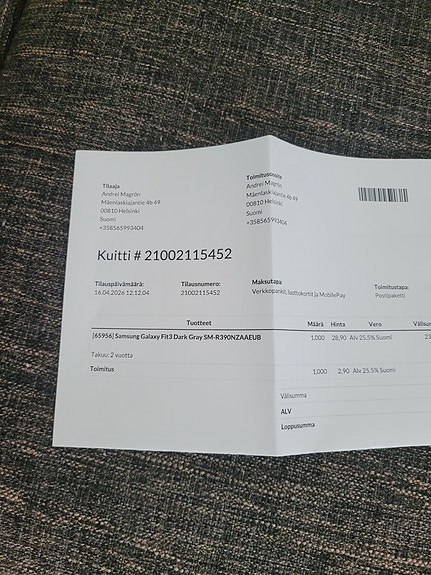 Tilaaja
Andrei Magrön
Mäenlaskijantie 4b 49
00810 Helsinki
Suomi
+358565993404
Toimitusosoite
Andrei Magrön
Mäenlaskijantie 4b 49
00810 Helsinki
Suomi
+358565993404
Kuitti # 21002115452
Tilauspäivämäärä:
16.04.2026 12.12.04
Tilausnumero:
21002115452
Maksutapa:
Verkkopankit, luottokortit ja MobilePay
Toimitustapa:
Postipaketti
Tuotteet Määrä Hinta Vero
[65956] Samsung Galaxy Fit3 Dark Gray SM-R390NZAAEUB 1,000 28,90 Alv 25.5% Suomi
Takuu: 2 vuotta
Toimitus 1,000 2,90 Alv 25.5% Suomi
Välisumma
ALV
Loppusumma